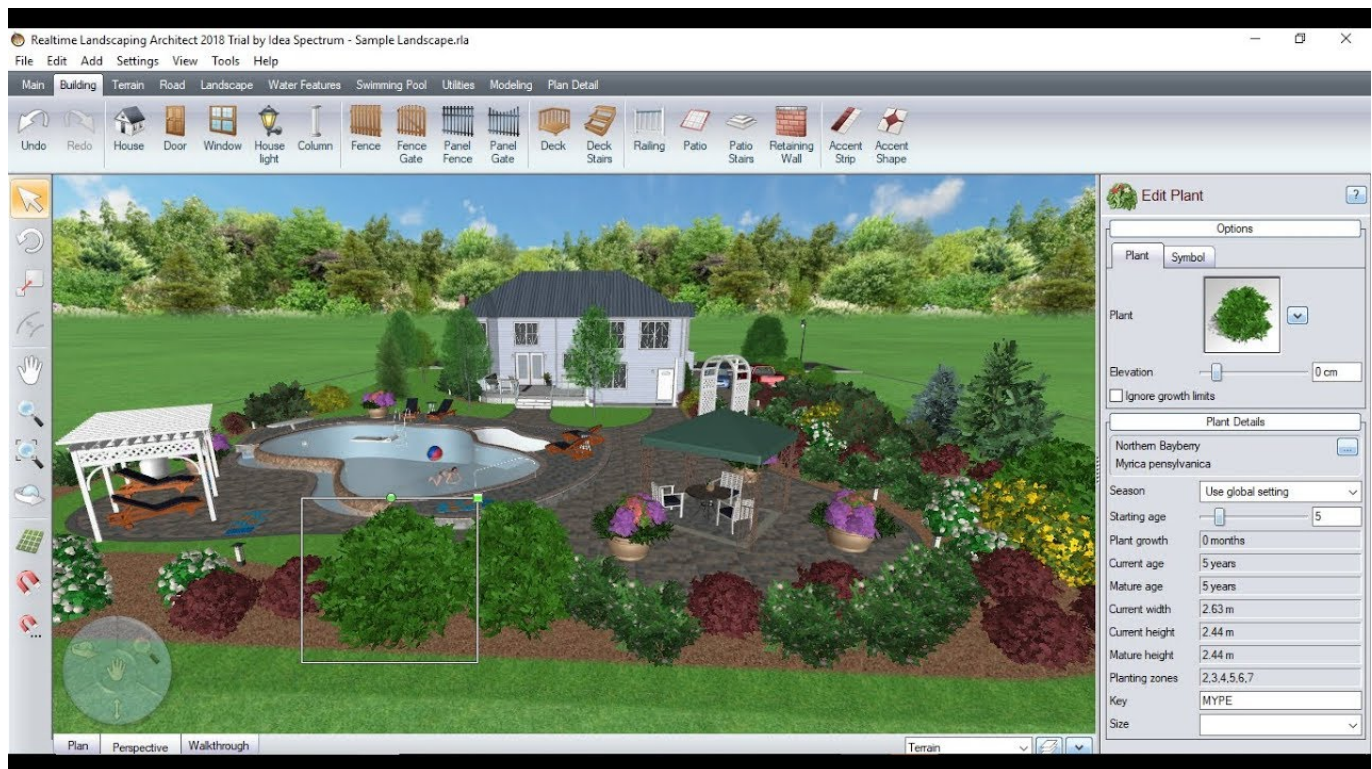 Realtime Landscaping Architect 2018 Trial by Idea Spectrum - Sample Landscape.rla
File Edit Add Settings View Tools Help
Main Building Terrain Road Landscape Water Features Swimming Pool Utilities Modeling Plan Detail
Undo Redo House Door Window House light Column Fence Fence Gate Panel Fence Panel Gate Deck Deck Stairs Railing Patio Patio Stairs Retaining Wall Accent Strip Accent Shape
Edit Plant ?
Options
Plant Symbol
Plant
Elevation 0 cm
Ignore growth limits
Plant Details
Northern Bayberry ...
Myrica pensylvanica
Season Use global setting
Starting age 5
Plant growth 0 months
Current age 5 years
Mature age 5 years
Current width 2.63 m
Current height 2.44 m
Mature height 2.44 m
Planting zones 2,3,4,5,6,7
Key MYPE
Size
Plan Perspective Walkthrough Terrain